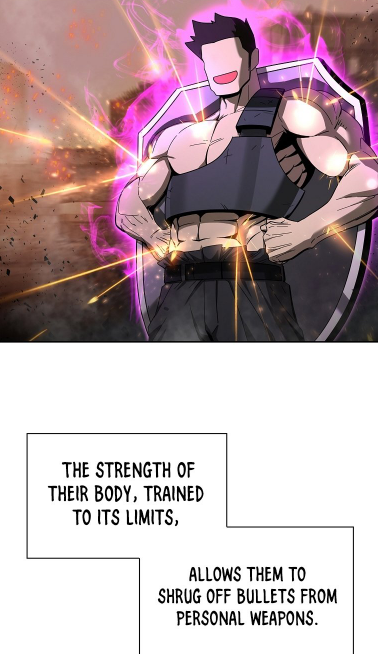 THE STRENGTH OF
THEIR BODY, TRAINED
TO ITS LIMITS,
ALLOWS THEM TO
SHRUG OFF BULLETS FROM
PERSONAL WEAPONS.